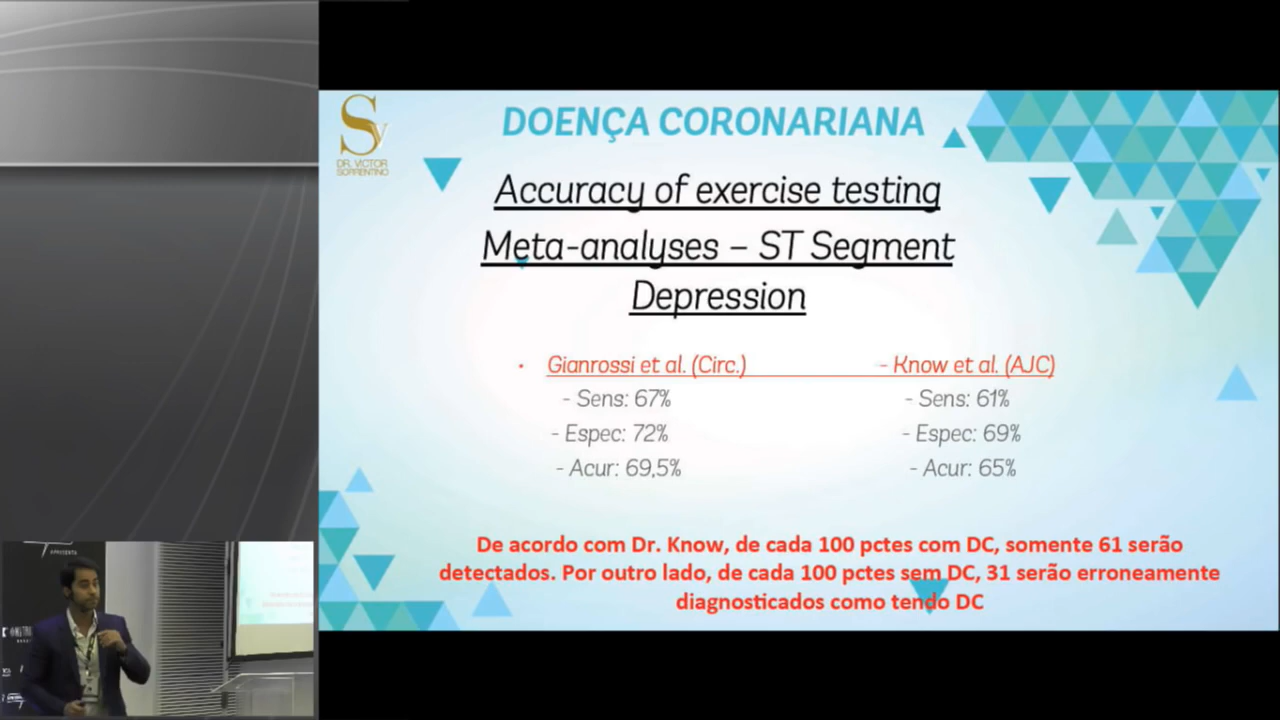 DOENÇA CORONARIANA
SV
DR. VICTOR
SORRENTINO
Accuracy of exercise testing
Meta-analyses – ST Segment
Depression
• Gianrossi et al. (Circ.) - Know et al. (AJC)
- Sens: 67% - Sens: 61%
- Espec: 72% - Espec: 69%
- Acur: 69,5% - Acur: 65%
De acordo com Dr. Know, de cada 100 pctes com DC, somente 61 serão
detectados. Por outro lado, de cada 100 pctes sem DC, 31 serão erroneamente
diagnosticados como tendo DC
APRESENTA